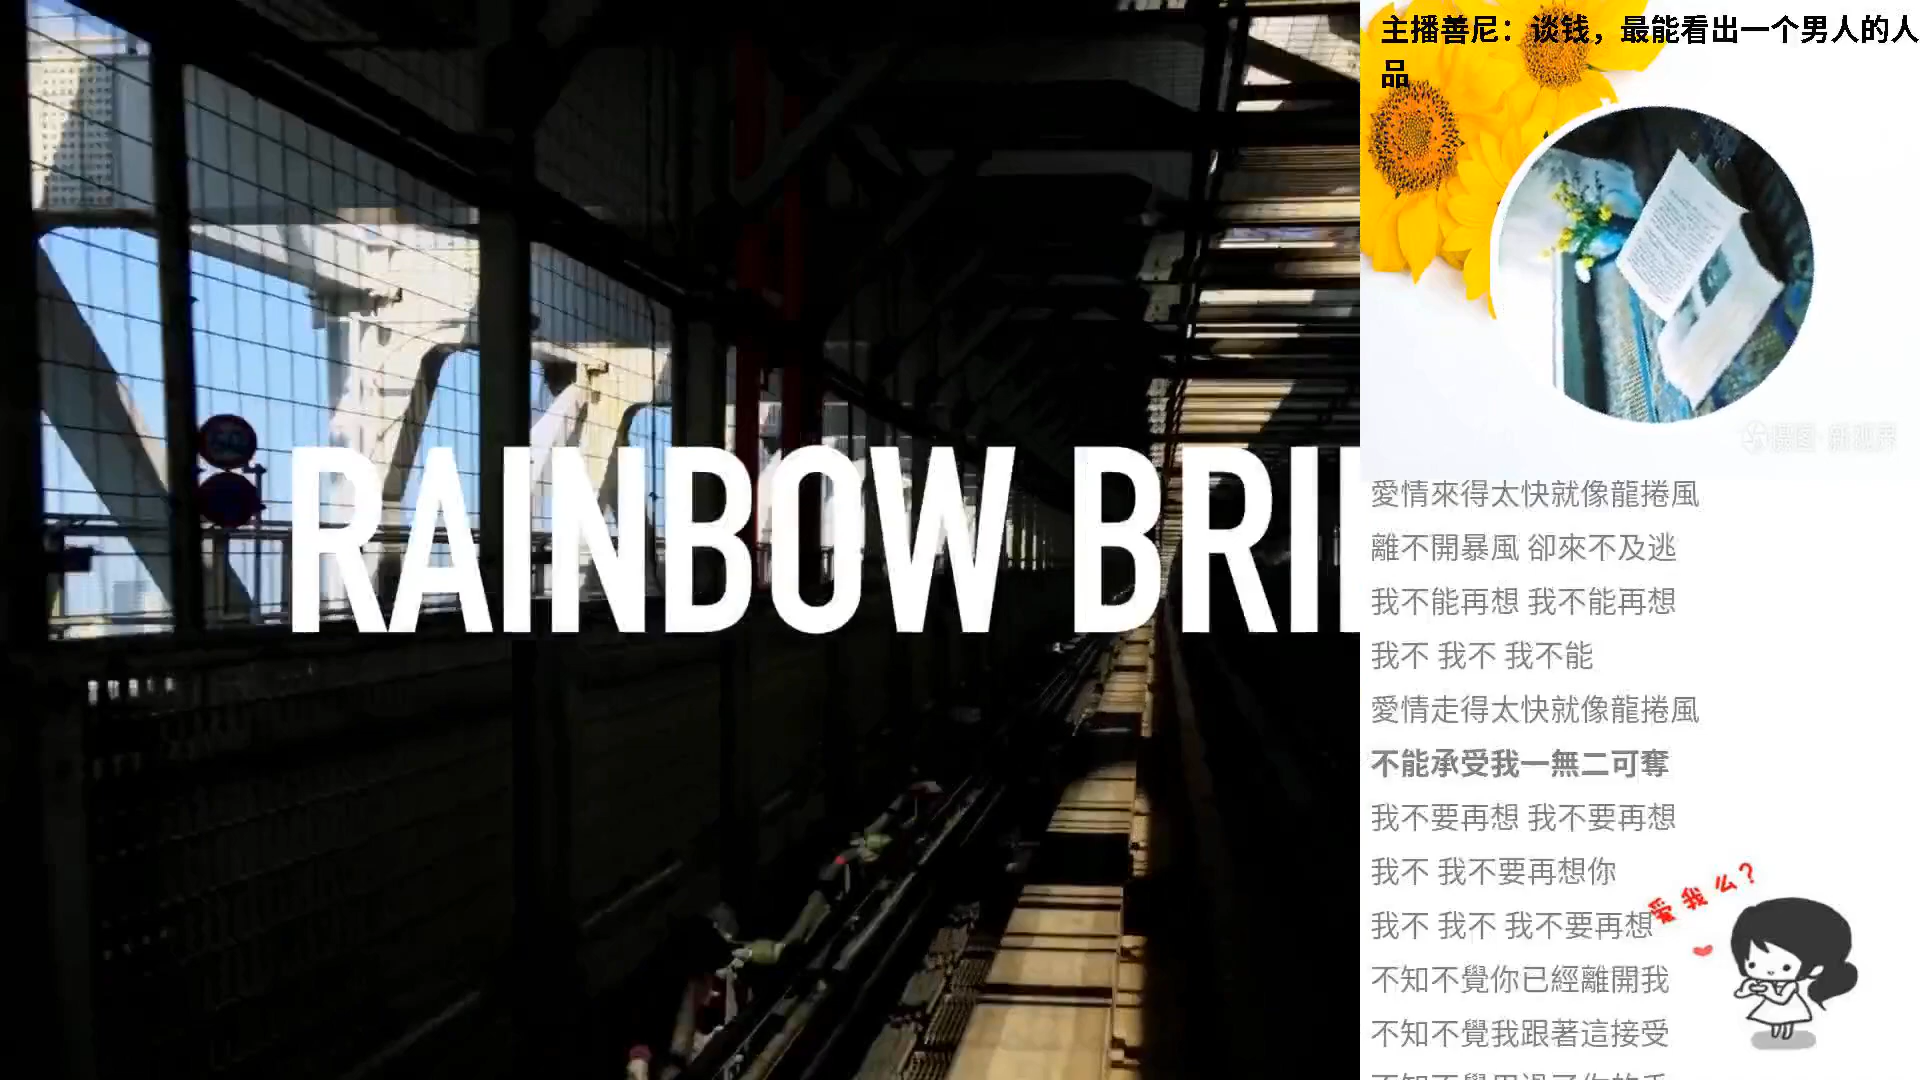 主播善尼：谈钱，最能看出一个男人的人
品
RAINBOW BRI
愛情來得太快就像龍捲風
離不開暴風 卻來不及逃
我不能再想 我不能再想
我不 我不 我不能
愛情走得太快就像龍捲風
不能承受我一無二可奪
我不要再想 我不要再想
我不 我不要再想你
我不 我不 我不要再想
爱我么？
不知不覺你已經離開我
不知不覺我跟著這接受